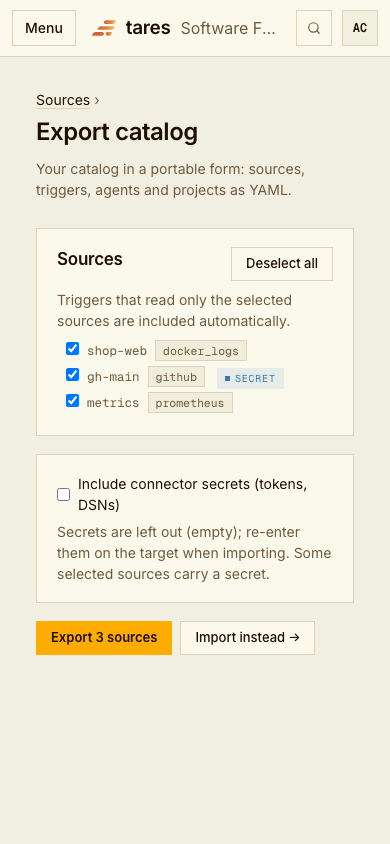 Menu
tares Software F...
AC
Sources ›
Export catalog
Your catalog in a portable form: sources,
triggers, agents and projects as YAML.
Sources
Deselect all
Triggers that read only the selected
sources are included automatically.
shop-web docker_logs
gh-main github SECRET
metrics prometheus
Include connector secrets (tokens,
DSNs)
Secrets are left out (empty); re-enter
them on the target when importing. Some
selected sources carry a secret.
Export 3 sources
Import instead →